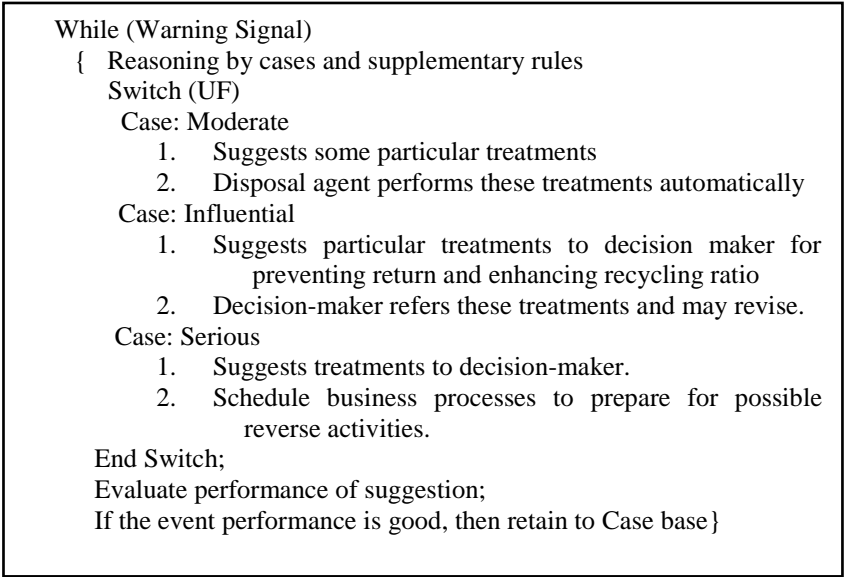 While (Warning Signal)
{ Reasoning by cases and supplementary rules
Switch (UF)
Case: Moderate
1. Suggests some particular treatments
2. Disposal agent performs these treatments automatically
Case: Influential
1. Suggests particular treatments to decision maker for
preventing return and enhancing recycling ratio
2. Decision-maker refers these treatments and may revise.
Case: Serious
1. Suggests treatments to decision-maker.
2. Schedule business processes to prepare for possible
reverse activities.
End Switch;
Evaluate performance of suggestion;
If the event performance is good, then retain to Case base}